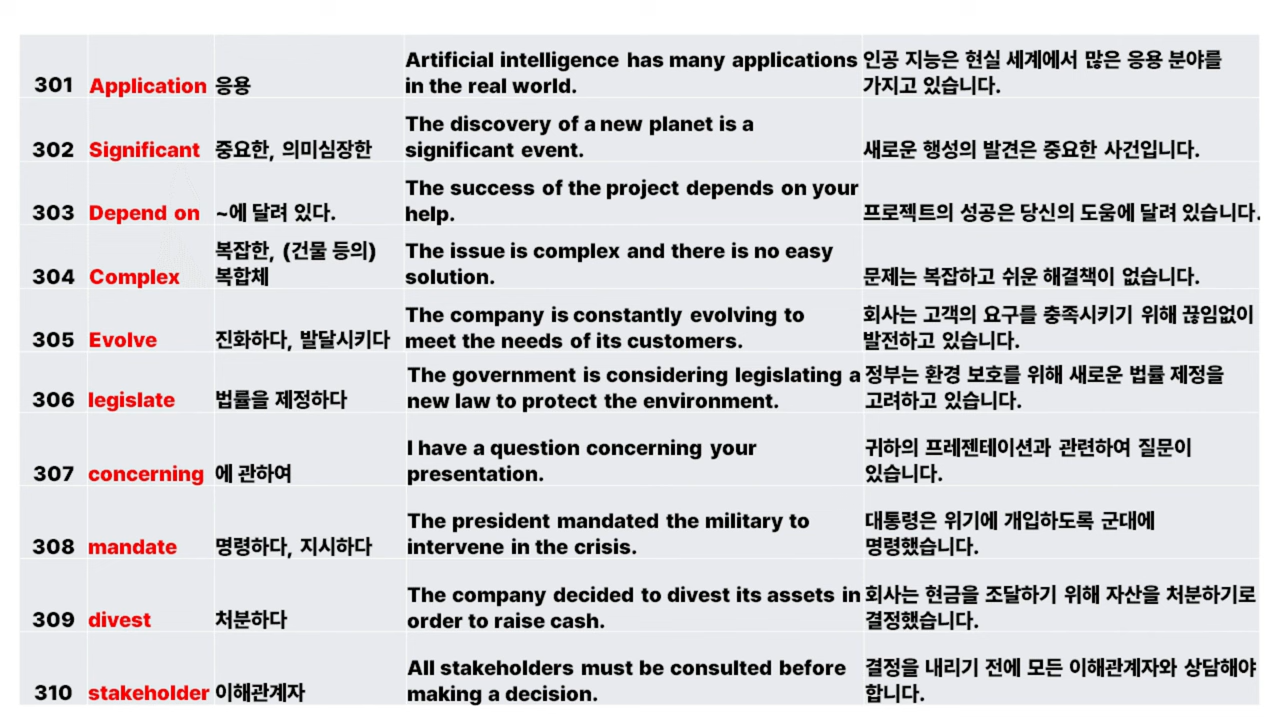 301 Application 응용 Artificial intelligence has many applications in the real world. 인공 지능은 현실 세계에서 많은 응용 분야를 가지고 있습니다.
302 Significant 중요한, 의미심장한 The discovery of a new planet is a significant event. 새로운 행성의 발견은 중요한 사건입니다.
303 Depend on ~에 달려 있다. The success of the project depends on your help. 프로젝트의 성공은 당신의 도움에 달려 있습니다.
304 Complex 복잡한, (건물 등의) 복합체 The issue is complex and there is no easy solution. 문제는 복잡하고 쉬운 해결책이 없습니다.
305 Evolve 진화하다, 발달시키다 The company is constantly evolving to meet the needs of its customers. 회사는 고객의 요구를 충족시키기 위해 끊임없이 발전하고 있습니다.
306 legislate 법률을 제정하다 The government is considering legislating a new law to protect the environment. 정부는 환경 보호를 위해 새로운 법률 제정을 고려하고 있습니다.
307 concerning 에 관하여 I have a question concerning your presentation. 귀하의 프레젠테이션과 관련하여 질문이 있습니다.
308 mandate 명령하다, 지시하다 The president mandated the military to intervene in the crisis. 대통령은 위기에 개입하도록 군대에 명령했습니다.
309 divest 처분하다 The company decided to divest its assets in order to raise cash. 회사는 현금을 조달하기 위해 자산을 처분하기로 결정했습니다.
310 stakeholder 이해관계자 All stakeholders must be consulted before making a decision. 결정을 내리기 전에 모든 이해관계자와 상담해야 합니다.